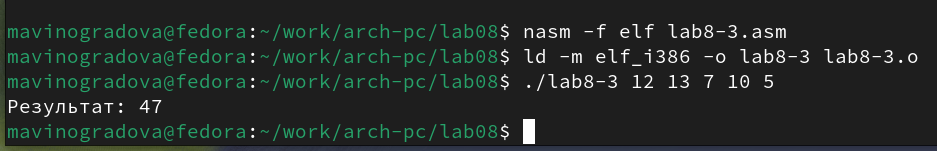 mavinogradova@fedora:~/work/arch-pc/lab08$ nasm -f elf lab8-3.asm
mavinogradova@fedora:~/work/arch-pc/lab08$ ld -m elf_i386 -o lab8-3 lab8-3.o
mavinogradova@fedora:~/work/arch-pc/lab08$ ./lab8-3 12 13 7 10 5
Результат: 47
mavinogradova@fedora:~/work/arch-pc/lab08$